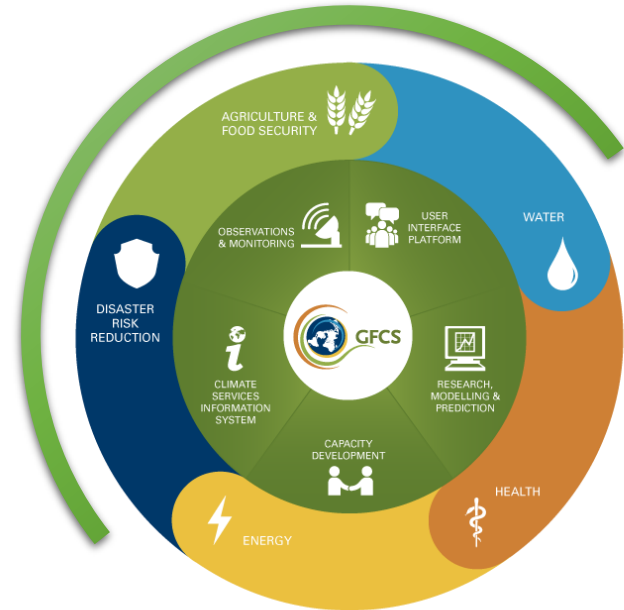 AGRICULTURE &
FOOD SECURITY
WATER
OBSERVATIONS
& MONITORING
USER
INTERFACE
PLATFORM
DISASTER
RISK
REDUCTION
GFCS
CLIMATE
SERVICES
INFORMATION
SYSTEM
RESEARCH,
MODELLING &
PREDICTION
CAPACITY
DEVELOPMENT
HEALTH
ENERGY